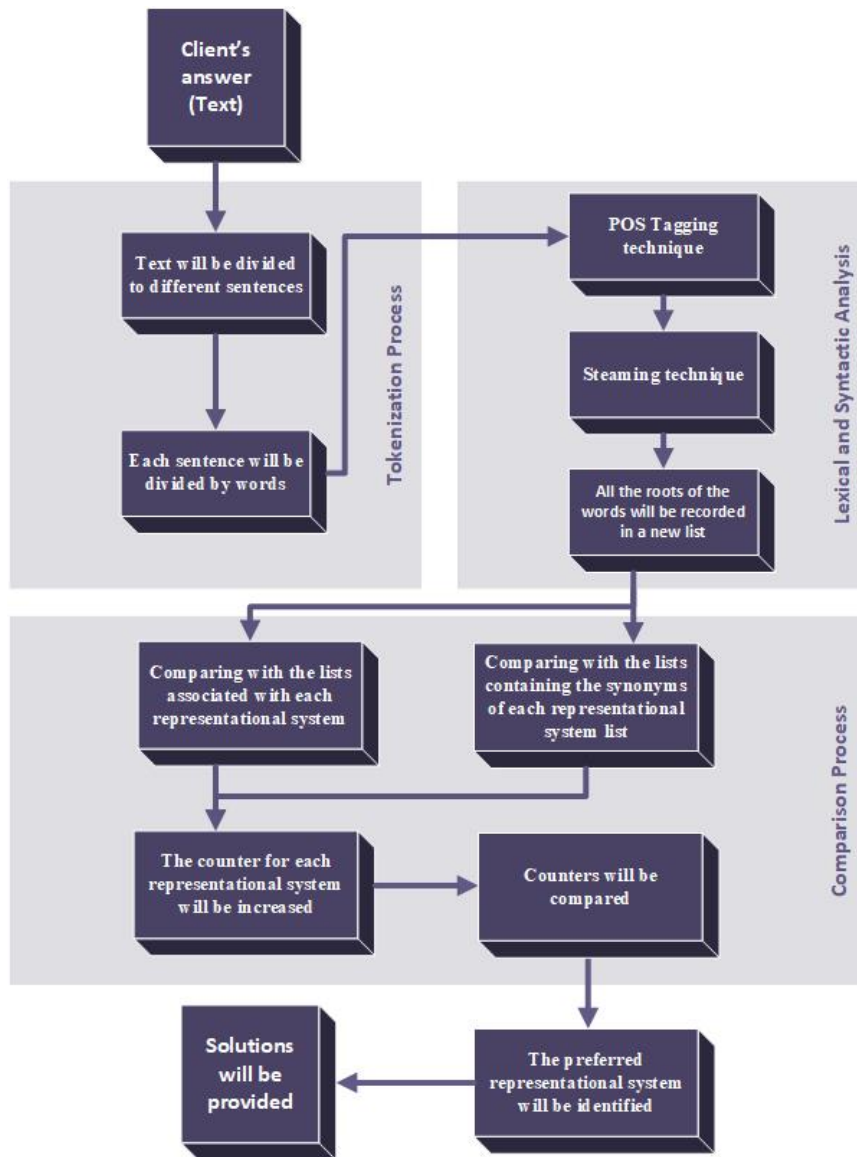 Client's
answer
(Text)
Text will be divided
to different sentences
Each sentence will be
divided by words
Tokenization Process
POS Tagging
technique
Steaming technique
All the roots of the
words will be recorded
in a new list
Lexical and Syntactic Analysis
Comparing with the lists
associated with each
representational system
Comparing with the lists
containing the synonyms
of each representational
system list
The counter for each
representational system
will be increased
Counters will be
compared
Comparison Process
The preferred
representational system
will be identified
Solutions
will be
provided